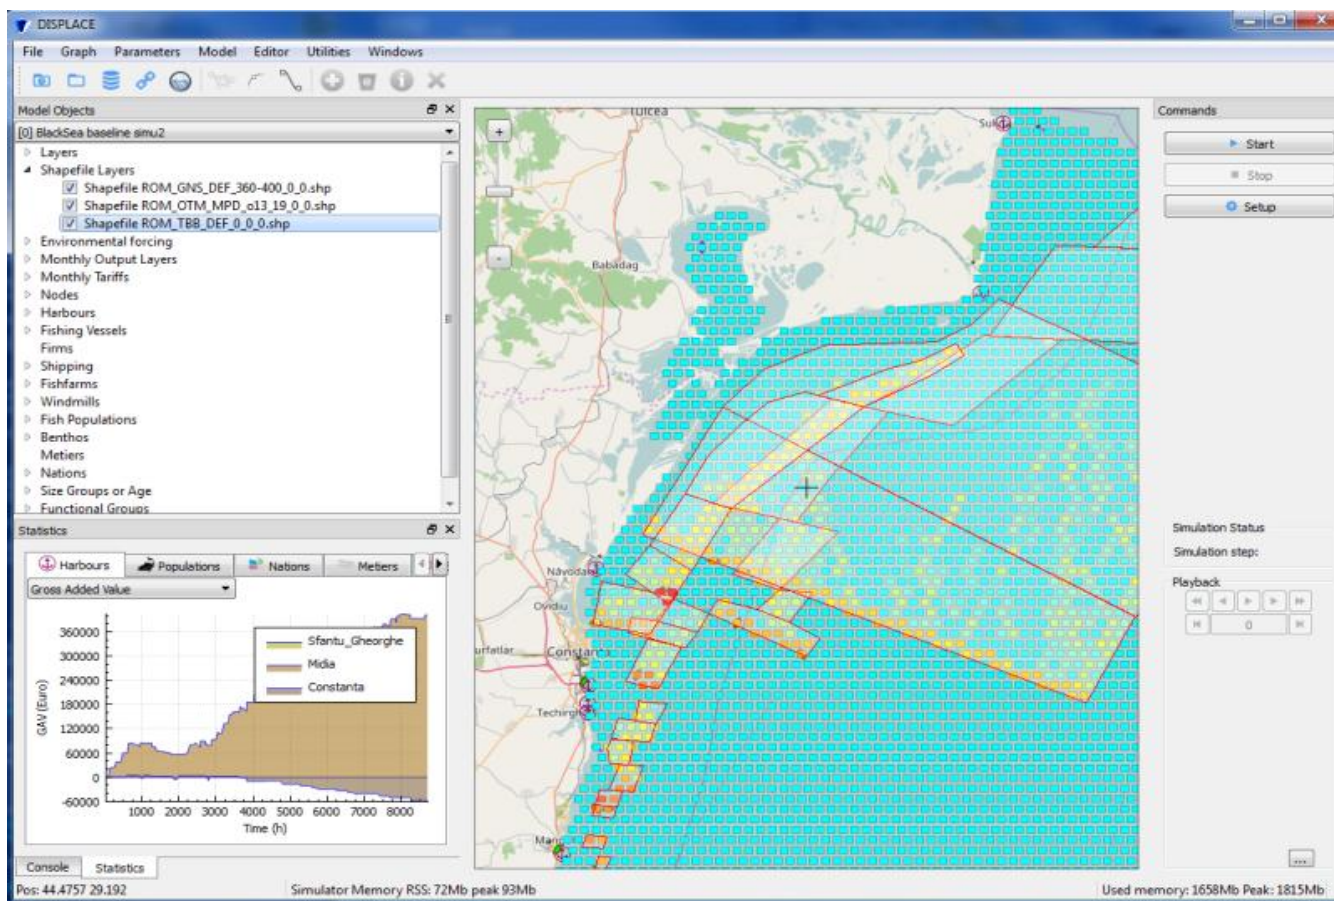 DISPLACE
File Graph Parameters Model Editor Utilities Windows
Model Objects
[0] BlackSea baseline simu2
Layers
Shapefile Layers
Shapefile ROM_GNS_DEF_360-400_0_0.shp
Shapefile ROM_OTM_MPD_o13_19_0_0.shp
Shapefile ROM_TBB_DEF_0_0_0.shp
Environmental forcing
Monthly Output Layers
Monthly Tariffs
Nodes
Harbours
Fishing Vessels
Firms
Shipping
Fishfarms
Windmills
Fish Populations
Benthos
Metiers
Nations
Size Groups or Age
Functional Groups
Statistics
Harbours Populations Nations Metiers
Gross Added Value
GAV (Euro)
360000
300000
240000
180000
120000
60000
0
-60000
Sfantu_Gheorghe
Midia
Constanta
1000 2000 3000 4000 5000 6000 7000 8000
Time (h)
Console Statistics
Pos: 44.4757 29.192
Simulator Memory RSS: 72Mb peak 93Mb
Used memory: 1658Mb Peak: 1815Mb
+
-
Tulcea
Babadag
Năvoda
Ovidiu
urfatlar
Constanța
Techirgh
Mang
Commands
Start
Stop
Setup
Simulation Status
Simulation step:
Playback
0
...